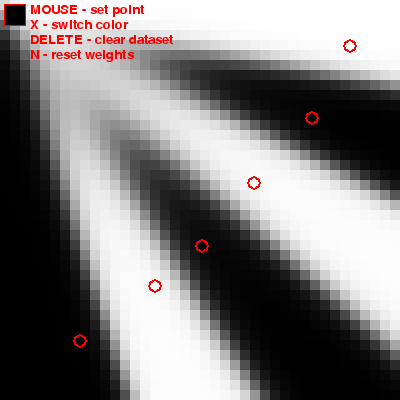 MOUSE - set point
X - switch color
DELETE - clear dataset
N - reset weights